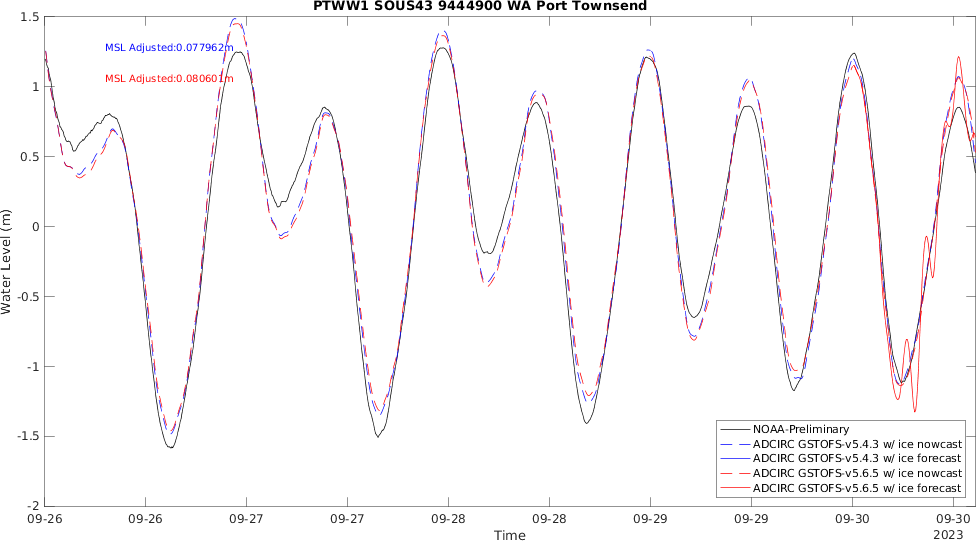 PTWW1 SOUS43 9444900 WA Port Townsend
1.5
MSL Adjusted:0.077962m
MSL Adjusted:0.080601m
1
0.5
0
Water Level (m)
-0.5
-1
-1.5
-2
NOAA-Preliminary
ADCIRC GSTOFS-v5.4.3 w/ ice nowcast
ADCIRC GSTOFS-v5.4.3 w/ ice forecast
ADCIRC GSTOFS-v5.6.5 w/ ice nowcast
ADCIRC GSTOFS-v5.6.5 w/ ice forecast
09-26 09-26 09-27 09-27 09-28 09-28 09-29 09-29 09-30 09-30
Time
2023